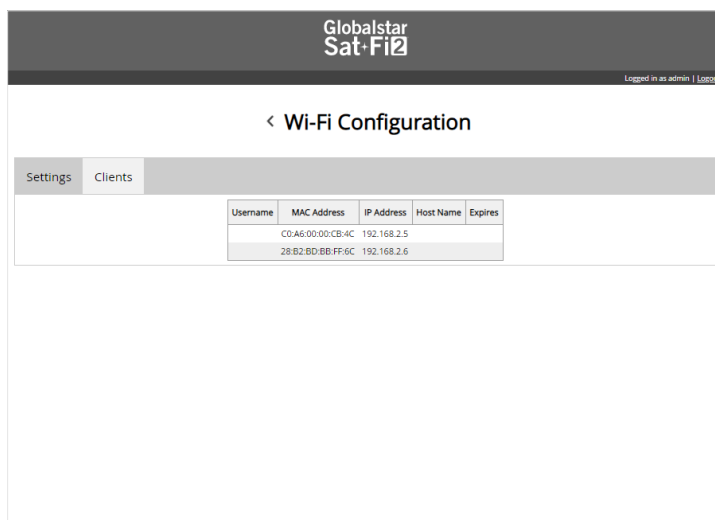 Globalstar
Sat-Fi2
Logged in as admin |
< Wi-Fi Configuration
Settings Clients
Username MAC Address IP Address Host Name Expires
C0:A6:00:00:CB:4C 192.168.2.5
28:B2:BD:BB:FF:6C 192.168.2.6